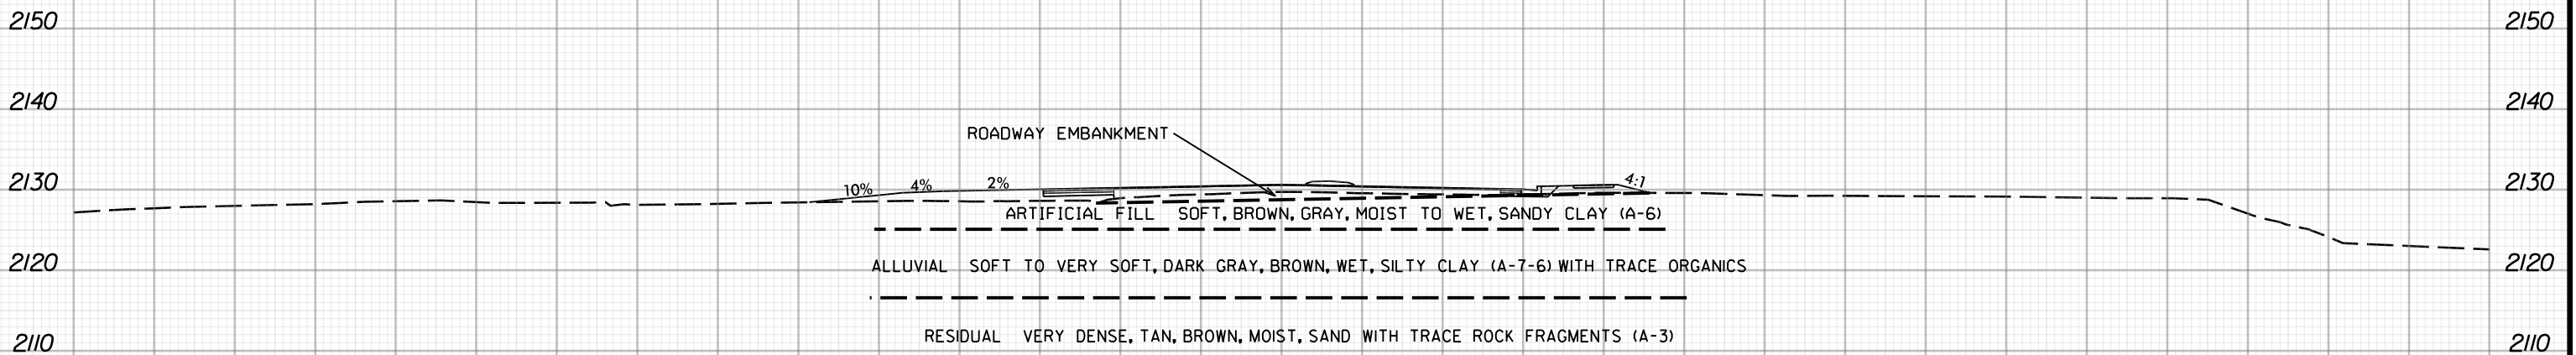 2150 2150
2140 2140
ROADWAY EMBANKMENT
2130 10% 4% 2% 4:1 2130
ARTIFICIAL FILL SOFT, BROWN, GRAY, MOIST TO WET, SANDY CLAY (A-6)
2120 ALLUVIAL SOFT TO VERY SOFT, DARK GRAY, BROWN, WET, SILTY CLAY (A-7-6) WITH TRACE ORGANICS 2120
RESIDUAL VERY DENSE, TAN, BROWN, MOIST, SAND WITH TRACE ROCK FRAGMENTS (A-3)
2110 2110